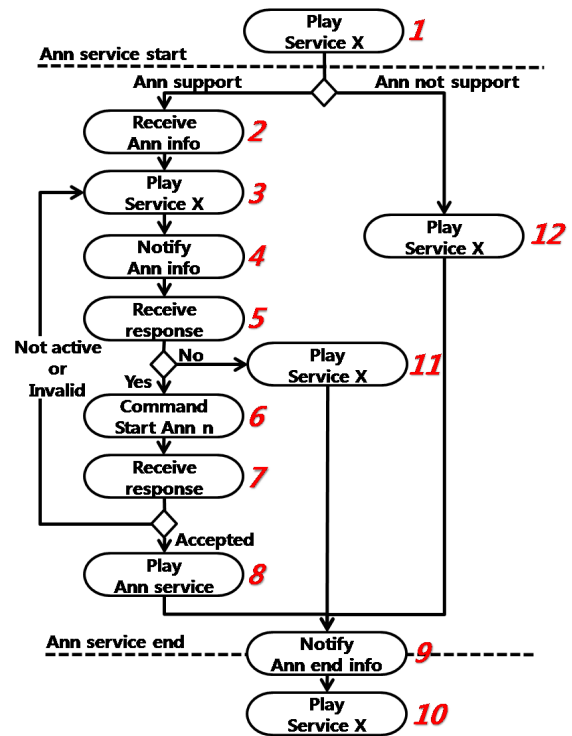 Play
Service X
1
Ann service start
Ann support
Ann not support
Receive
Ann info
2
Play
Service X
3
Play
Service X
12
Notify
Ann info
4
Receive
response
5
Not active
or
Invalid
No
Play
Service X
11
Yes
Command
Start Ann n
6
Receive
response
7
Accepted
Play
Ann service
8
Ann service end
Notify
Ann end info
9
Play
Service X
10